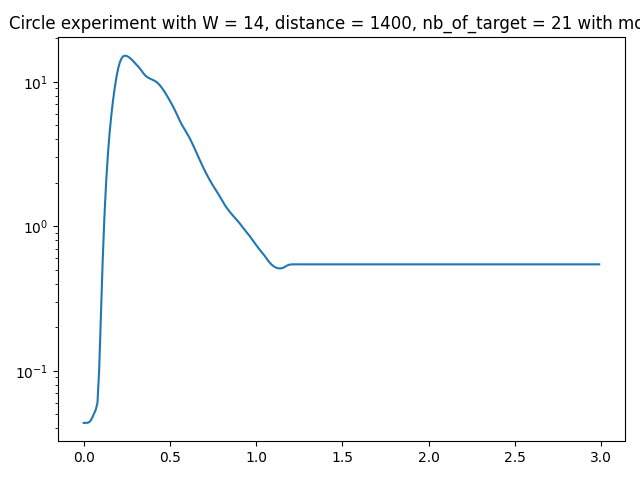 Circle experiment with W = 14, distance = 1400, nb_of_target = 21 with mo
10¹
10⁰
10⁻¹
0.0 0.5 1.0 1.5 2.0 2.5 3.0